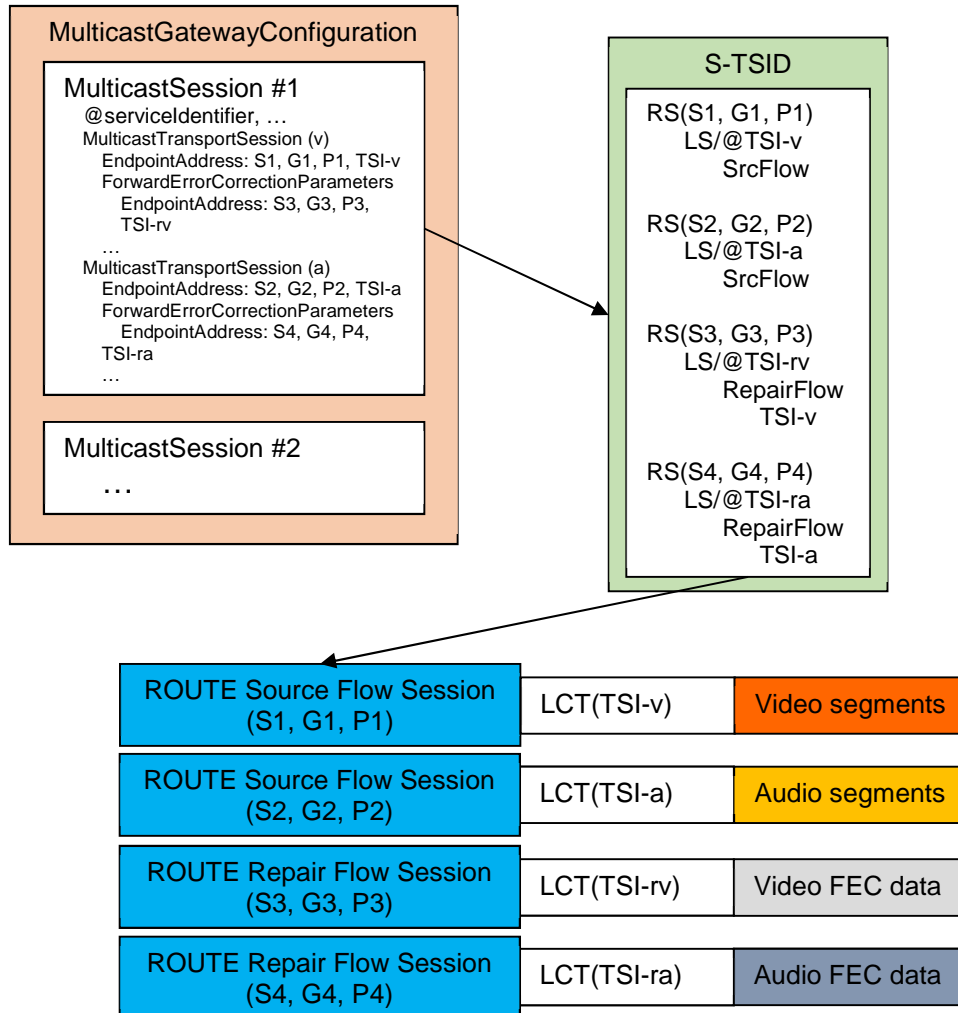 MulticastGatewayConfiguration
MulticastSession #1
@serviceIdentifier, …
MulticastTransportSession (v)
EndpointAddress: S1, G1, P1, TSI-v
ForwardErrorCorrectionParameters
EndpointAddress: S3, G3, P3,
TSI-rv
…
MulticastTransportSession (a)
EndpointAddress: S2, G2, P2, TSI-a
ForwardErrorCorrectionParameters
EndpointAddress: S4, G4, P4,
TSI-ra
…
MulticastSession #2
…
S-TSID
RS(S1, G1, P1)
LS/@TSI-v
SrcFlow
RS(S2, G2, P2)
LS/@TSI-a
SrcFlow
RS(S3, G3, P3)
LS/@TSI-rv
RepairFlow
TSI-v
RS(S4, G4, P4)
LS/@TSI-ra
RepairFlow
TSI-a
ROUTE Source Flow Session
(S1, G1, P1)
LCT(TSI-v)
Video segments
ROUTE Source Flow Session
(S2, G2, P2)
LCT(TSI-a)
Audio segments
ROUTE Repair Flow Session
(S3, G3, P3)
LCT(TSI-rv)
Video FEC data
ROUTE Repair Flow Session
(S4, G4, P4)
LCT(TSI-ra)
Audio FEC data